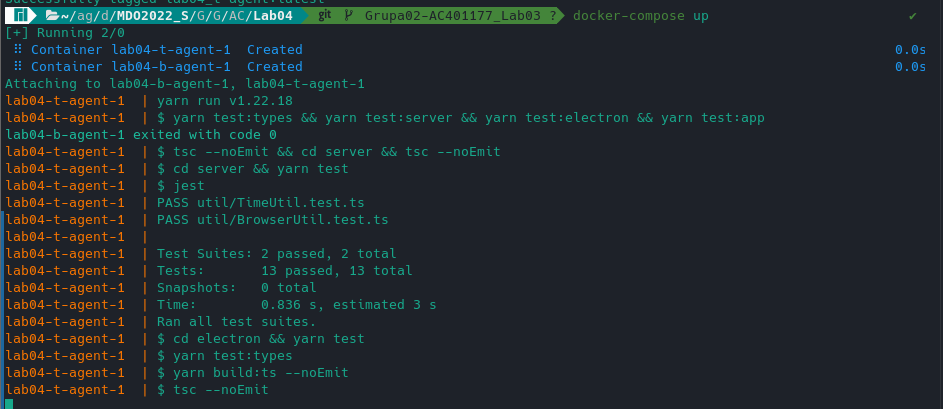 ~/ag/d/MDO2022_S/G/G/AC/Lab04 git Grupa02-AC401177_Lab03 ? docker-compose up ✔
[+] Running 2/0
⠿ Container lab04-t-agent-1 Created 0.0s
⠿ Container lab04-b-agent-1 Created 0.0s
Attaching to lab04-b-agent-1, lab04-t-agent-1
lab04-t-agent-1 | yarn run v1.22.18
lab04-t-agent-1 | $ yarn test:types && yarn test:server && yarn test:electron && yarn test:app
lab04-b-agent-1 exited with code 0
lab04-t-agent-1 | $ tsc --noEmit && cd server && tsc --noEmit
lab04-t-agent-1 | $ cd server && yarn test
lab04-t-agent-1 | $ jest
lab04-t-agent-1 | PASS util/TimeUtil.test.ts
lab04-t-agent-1 | PASS util/BrowserUtil.test.ts
lab04-t-agent-1 |
lab04-t-agent-1 | Test Suites: 2 passed, 2 total
lab04-t-agent-1 | Tests: 13 passed, 13 total
lab04-t-agent-1 | Snapshots: 0 total
lab04-t-agent-1 | Time: 0.836 s, estimated 3 s
lab04-t-agent-1 | Ran all test suites.
lab04-t-agent-1 | $ cd electron && yarn test
lab04-t-agent-1 | $ yarn test:types
lab04-t-agent-1 | $ yarn build:ts --noEmit
lab04-t-agent-1 | $ tsc --noEmit